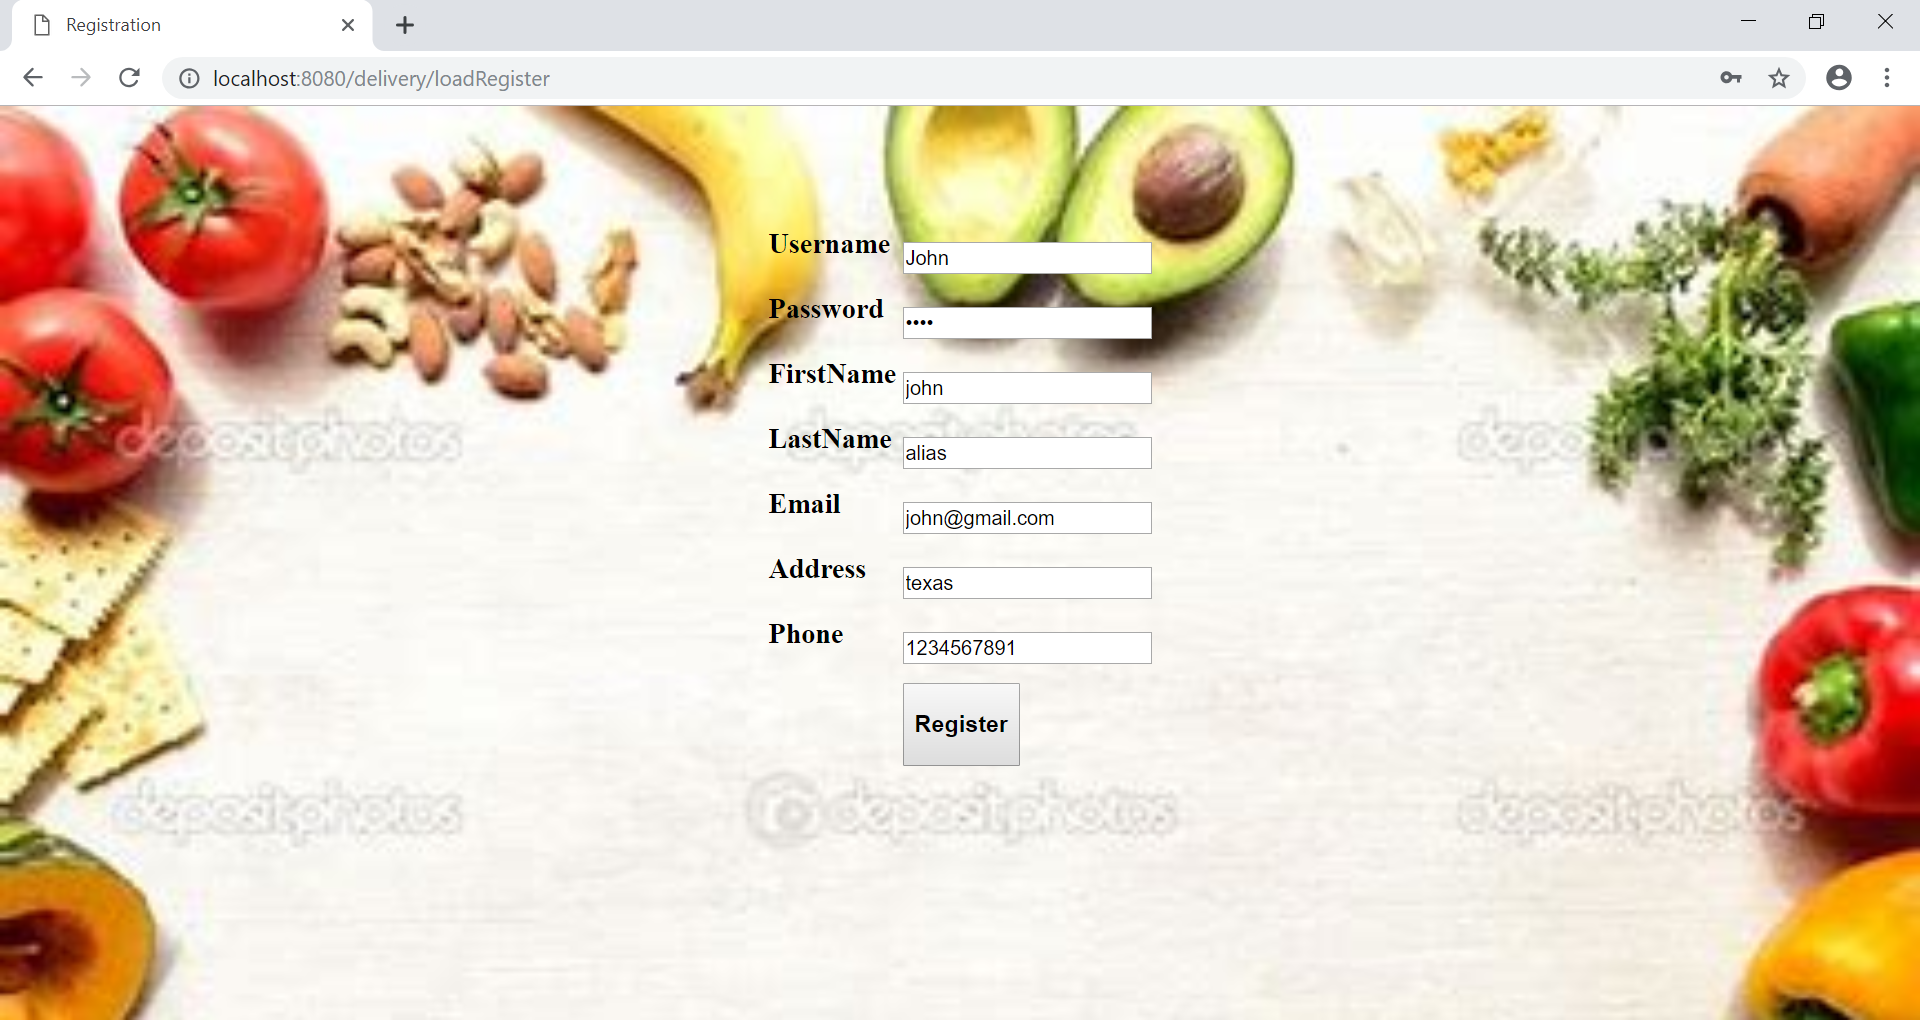 Registration
localhost:8080/delivery/loadRegister
Username John
Password ••••
FirstName john
LastName alias
Email john@gmail.com
Address texas
Phone 1234567891
Register
depositphotos
depositphotos
depositphotos
depositphotos